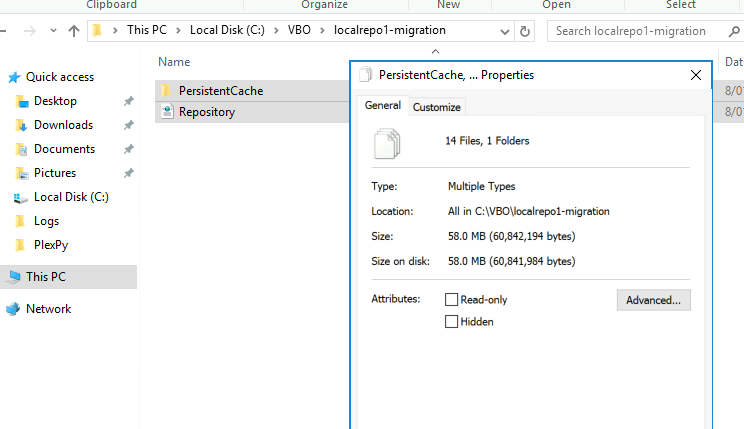 Clipboard
Organize
New
Open
Select
This PC
Local Disk (C:)
VBO
localrepo1-migration
Search localrepo1-migration
Name
Quick access
Desktop
Downloads
Documents
Pictures
Local Disk (C:)
Logs
PlexPy
This PC
Network
PersistentCache
Repository
8/01
8/01
PersistentCache, ... Properties
General
Customize
14 Files, 1 Folders
Type: Multiple Types
Location: All in C:\VBO\localrepo1-migration
Size: 58.0 MB (60,842,194 bytes)
Size on disk: 58.0 MB (60,841,984 bytes)
Attributes:
Read-only
Advanced...
Hidden